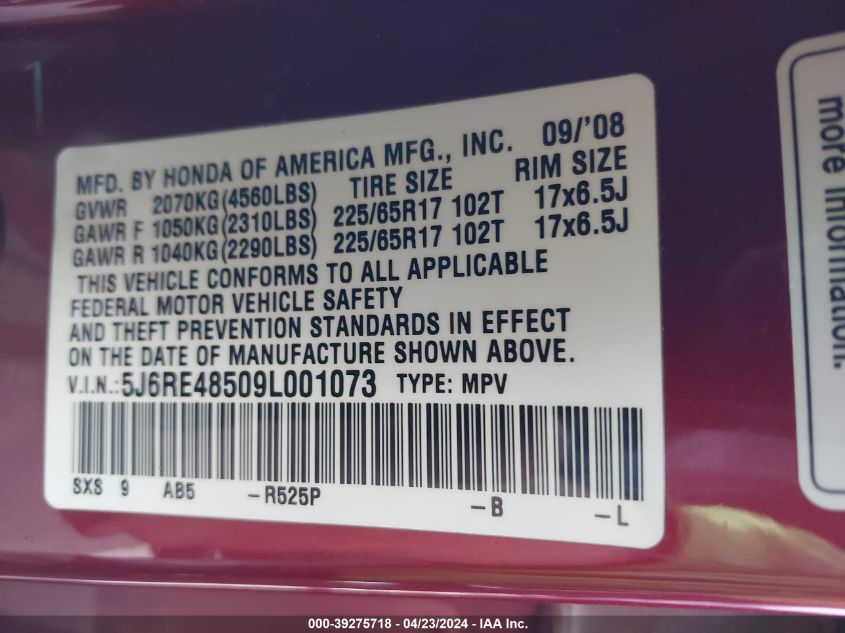 MFD. BY HONDA OF AMERICA MFG., INC. 09/'08
GVWR 2070KG(4560LBS) TIRE SIZE RIM SIZE
GAWR F 1050KG(2310LBS) 225/65R17 102T 17x6.5J
GAWR R 1040KG(2290LBS) 225/65R17 102T 17x6.5J
THIS VEHICLE CONFORMS TO ALL APPLICABLE
FEDERAL MOTOR VEHICLE SAFETY
AND THEFT PREVENTION STANDARDS IN EFFECT
ON THE DATE OF MANUFACTURE SHOWN ABOVE.
V.I.N.:5J6RE48509L001073 TYPE: MPV
SXS 9 AB5 -R525P -B -L
more information.
000-39275718 - 04/23/2024 - IAA Inc.